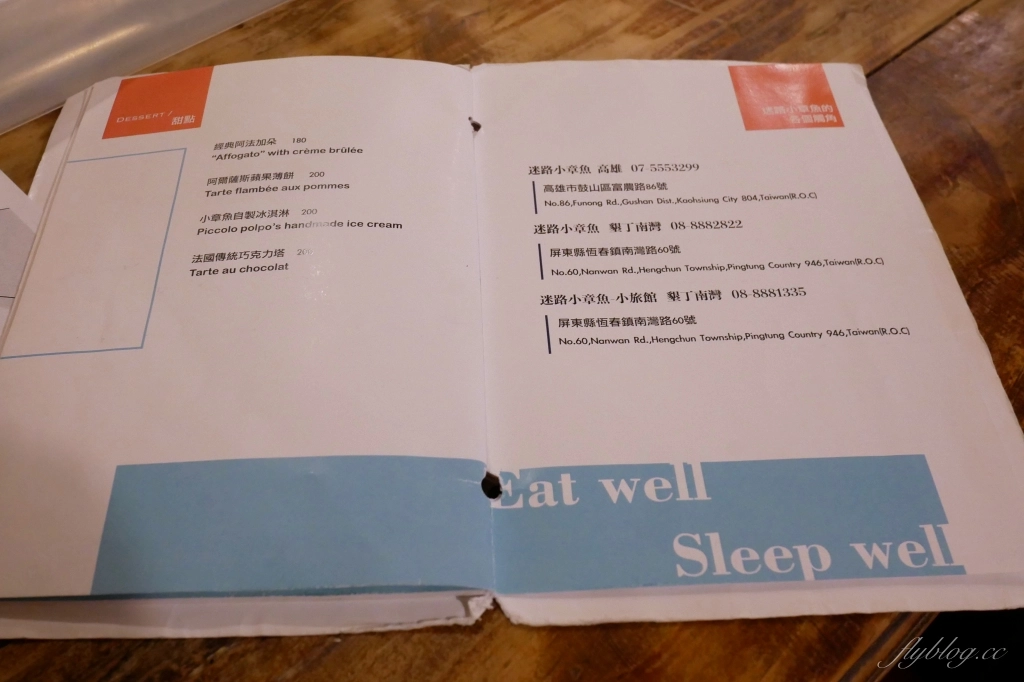 DESSERT / 甜點
經典阿法加朵 180
"Affogato" with crème brûlée
阿爾薩斯蘋果薄餅 200
Tarte flambée aux pommes
小章魚自製冰淇淋 200
Piccolo polpo's handmade ice cream
法國傳統巧克力塔 200
Tarte au chocolat
迷路小章魚的
各個牆角
迷路小章魚 高雄 07-5553299
高雄市鼓山區富農路86號
No.86,Funong Rd.,Gushan Dist.,Kaohsiung City 804,Taiwan(R.O.C)
迷路小章魚 墾丁南灣 08-8882822
屏東縣恆春鎮南灣路60號
No.60,Nanwan Rd.,Hengchun Township,Pingtung Country 946,Taiwan(R.O.C)
迷路小章魚-小旅館 墾丁南灣 08-8881335
屏東縣恆春鎮南灣路60號
No.60,Nanwan Rd.,Hengchun Township,Pingtung Country 946,Taiwan(R.O.C)
Eat well
Sleep well
flyblog.cc